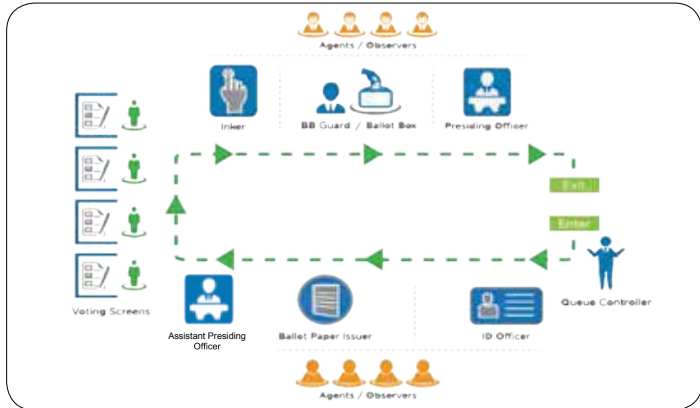 Agents / Observers
Inker
BB Guard / Ballot Box
Presiding Officer
Exit
Enter
Queue Controller
Voting Screens
Assistant Presiding
Officer
Ballot Paper Issuer
ID Officer
Agents / Observers